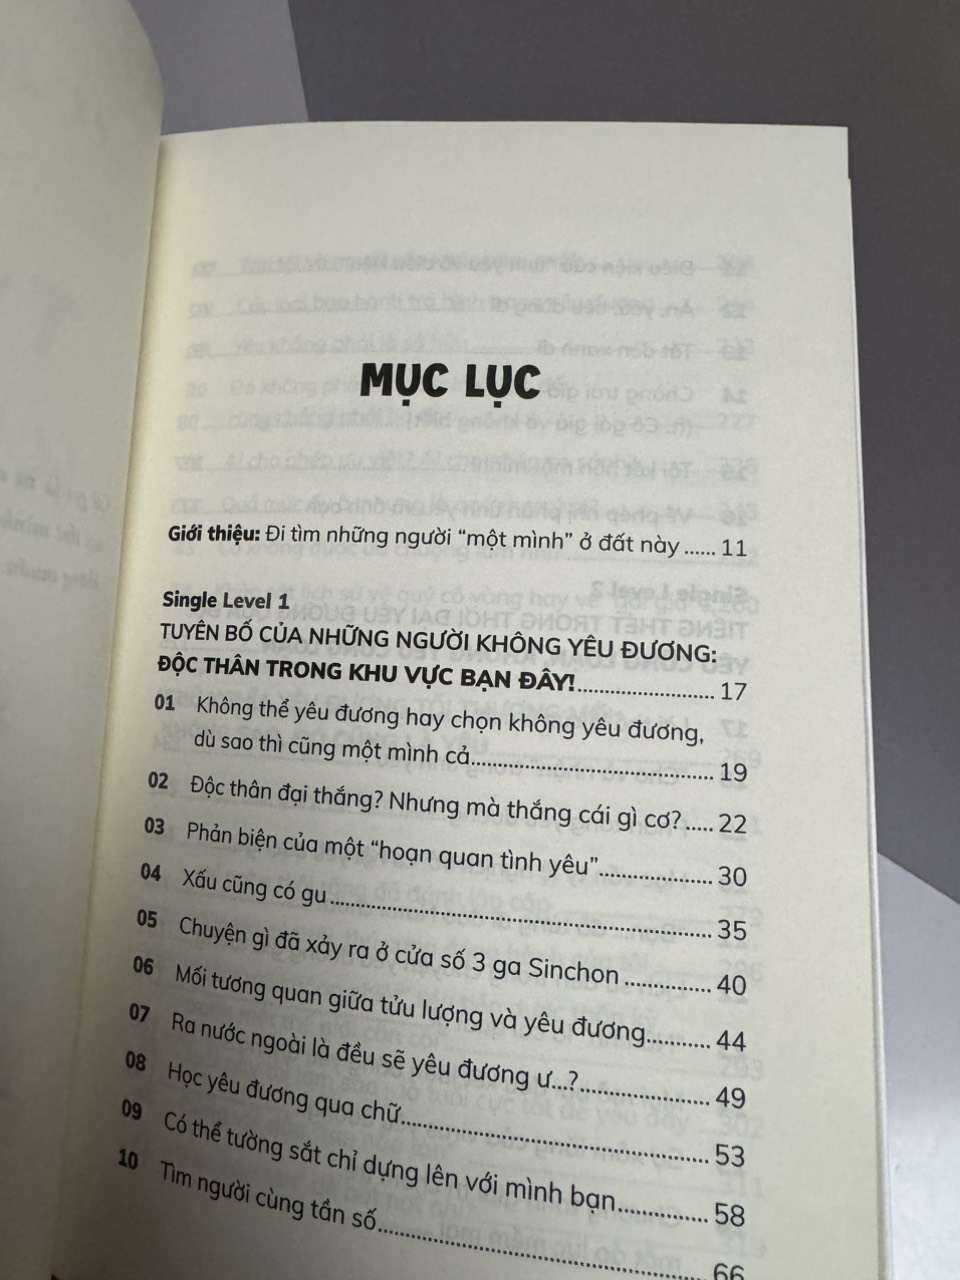 MỤC LỤC
Giới thiệu: Đi tìm những người “một mình” ở đất này ...... 11
Single Level 1
TUYÊN BỐ CỦA NHỮNG NGƯỜI KHÔNG YÊU ĐƯƠNG:
ĐỘC THÂN TRONG KHU VỰC BẠN ĐÂY!........................ 17
01 Không thể yêu đương hay chọn không yêu đương,
dù sao thì cũng một mình cả.......................................... 19
02 Độc thân đại thắng? Nhưng mà thắng cái gì cơ?..... 22
03 Phản biện của một “hoạn quan tình yêu”.................... 30
04 Xấu cũng có gu.................................................................. 35
05 Chuyện gì đã xảy ra ở cửa số 3 ga Sinchon............... 40
06 Mối tương quan giữa tửu lượng và yêu đương........... 44
07 Ra nước ngoài là đều sẽ yêu đương ư...?...................... 49
08 Học yêu đương qua chữ..................................................... 53
09 Có thể tường sắt chỉ dựng lên với mình bạn............... 58
10 Tìm người cùng tần số....................................................... 66